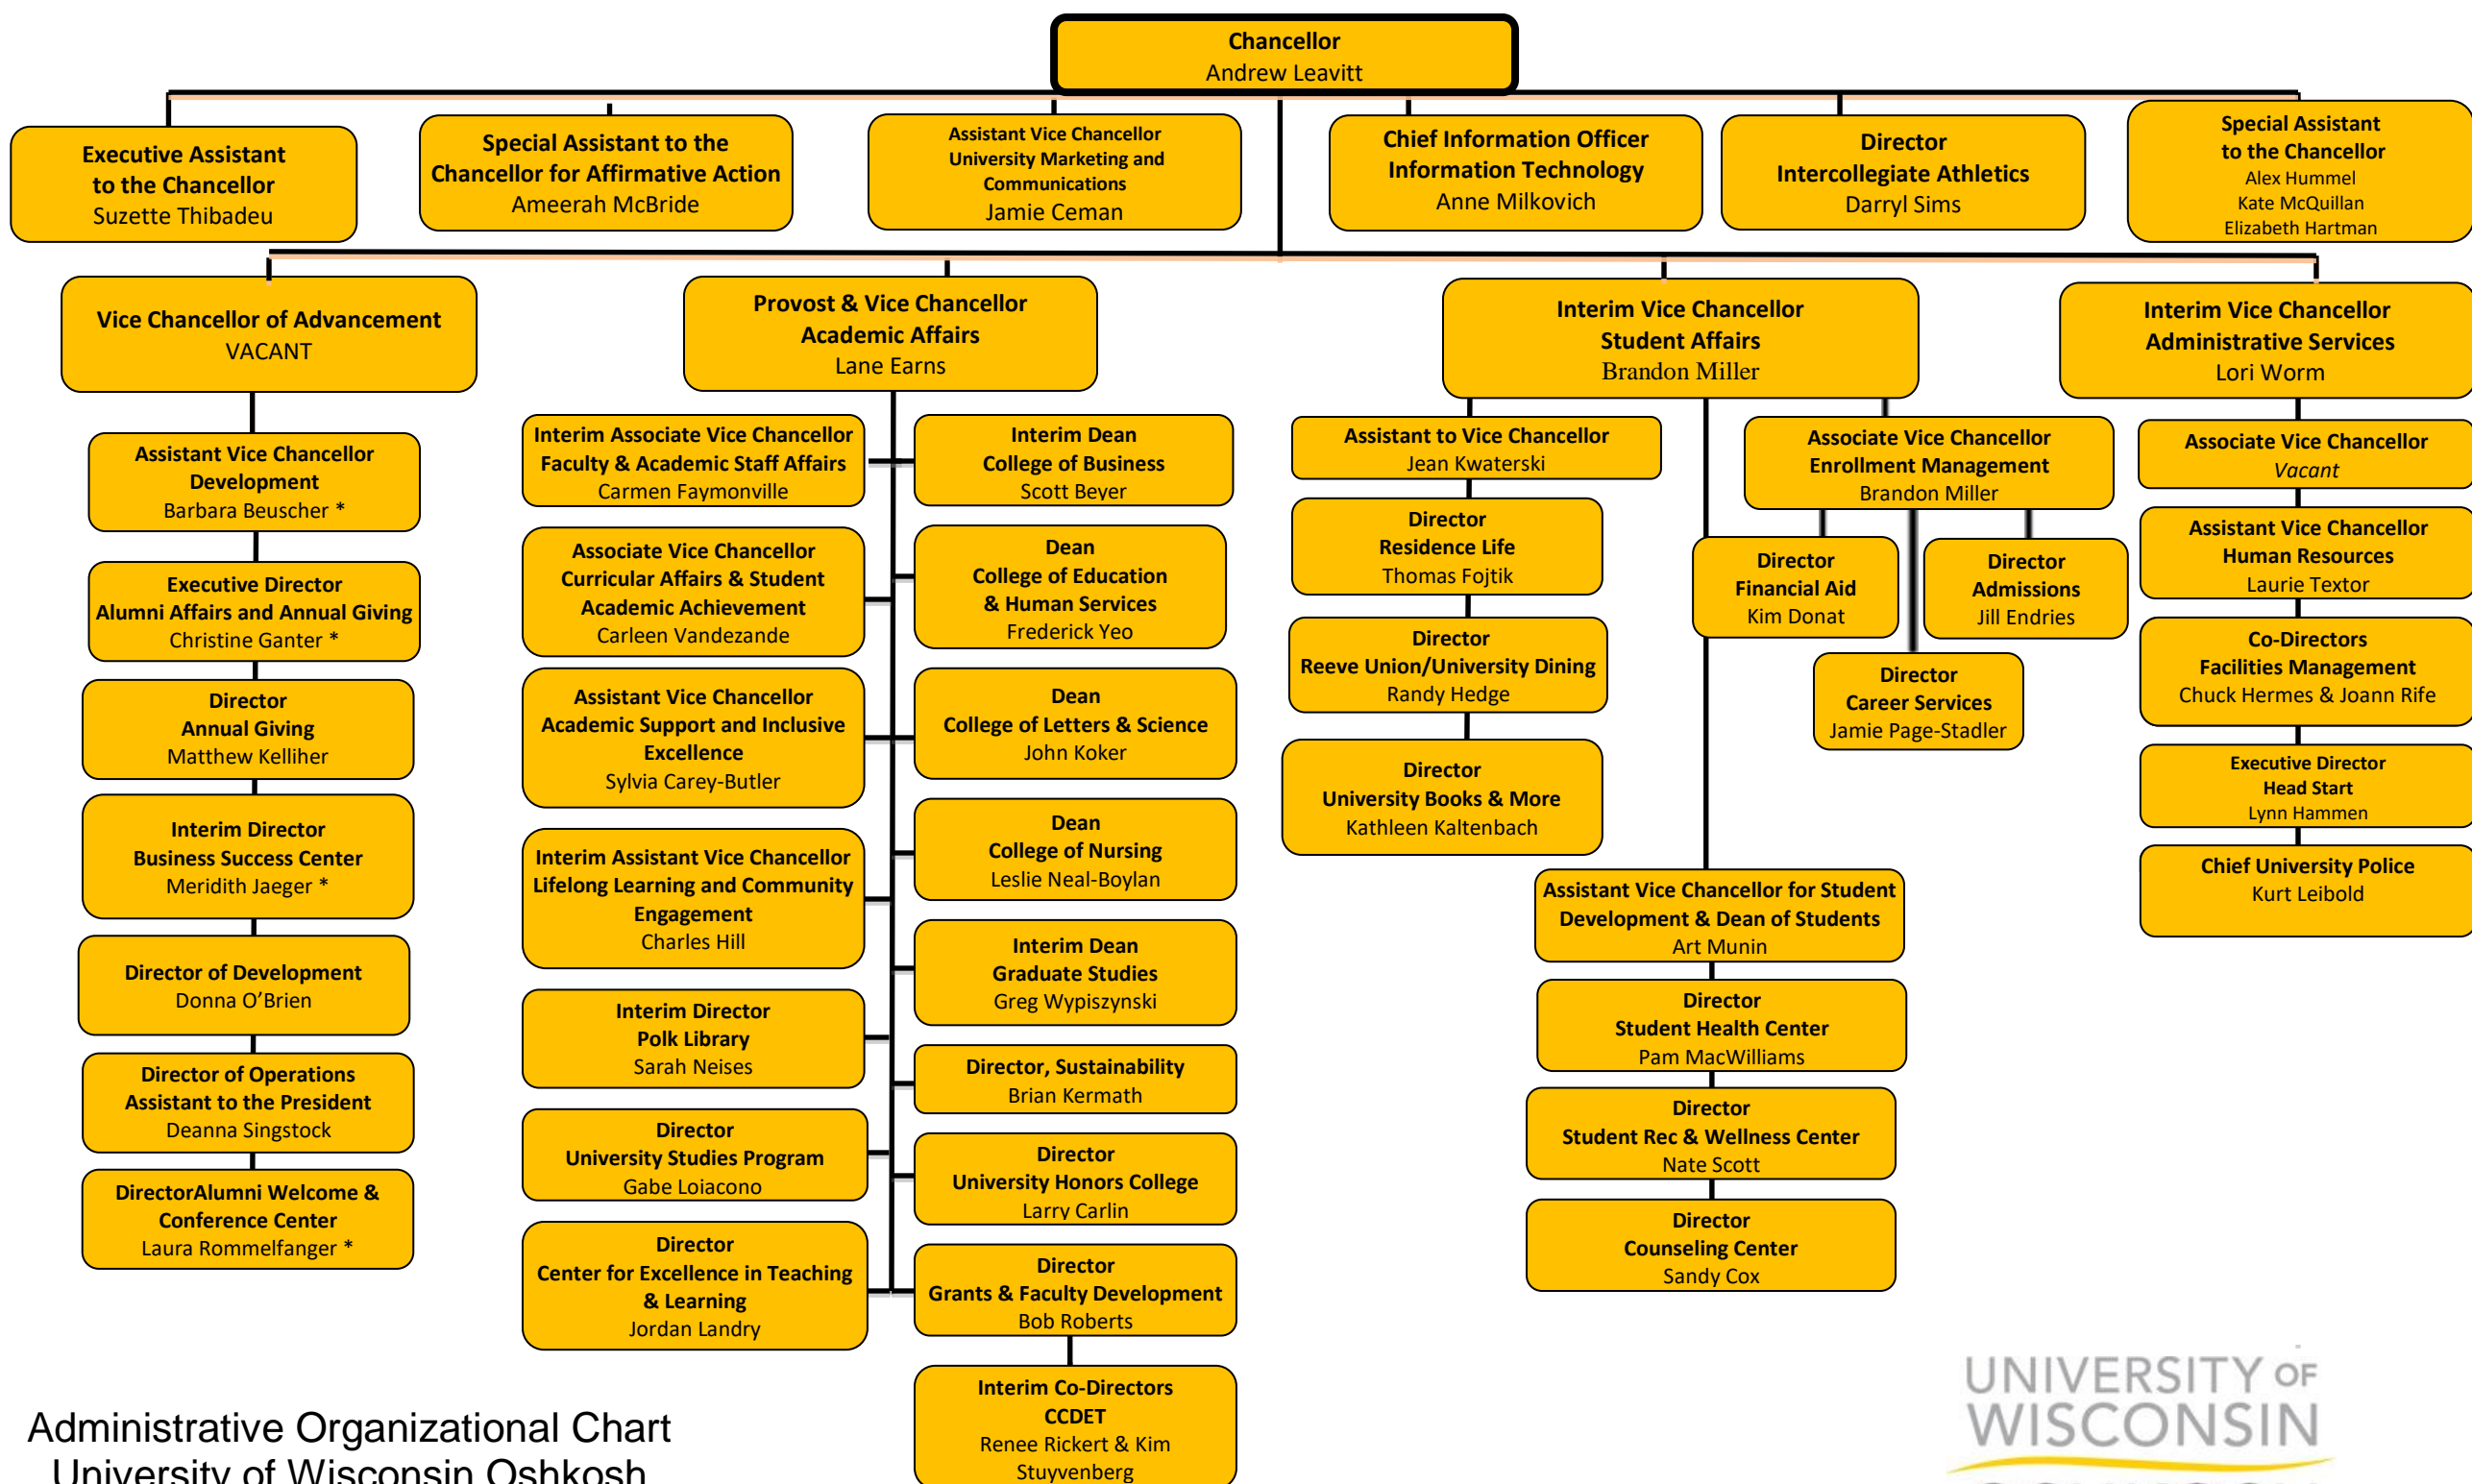 Chancellor
Andrew Leavitt
Executive Assistant
to the Chancellor
Suzette Thibadeu
Special Assistant to the
Chancellor for Affirmative Action
Ameerah McBride
Assistant Vice Chancellor
University Marketing and
Communications
Jamie Ceman
Chief Information Officer
Information Technology
Anne Milkovich
Director
Intercollegiate Athletics
Darryl Sims
Special Assistant
to the Chancellor
Alex Hummel
Kate McQuillan
Elizabeth Hartman
Vice Chancellor of Advancement
VACANT
Provost & Vice Chancellor
Academic Affairs
Lane Earns
Interim Vice Chancellor
Student Affairs
Brandon Miller
Interim Vice Chancellor
Administrative Services
Lori Worm
Assistant Vice Chancellor
Development
Barbara Beuscher *
Executive Director
Alumni Affairs and Annual Giving
Christine Ganter *
Director
Annual Giving
Matthew Kelliher
Interim Director
Business Success Center
Meridith Jaeger *
Director of Development
Donna O’Brien
Director of Operations
Assistant to the President
Deanna Singstock
DirectorAlumni Welcome &
Conference Center
Laura Rommelfanger *
Interim Associate Vice Chancellor
Faculty & Academic Staff Affairs
Carmen Faymonville
Associate Vice Chancellor
Curricular Affairs & Student
Academic Achievement
Carleen Vandezande
Assistant Vice Chancellor
Academic Support and Inclusive
Excellence
Sylvia Carey-Butler
Interim Assistant Vice Chancellor
Lifelong Learning and Community
Engagement
Charles Hill
Interim Director
Polk Library
Sarah Neises
Director
University Studies Program
Gabe Loiacono
Director
Center for Excellence in Teaching
& Learning
Jordan Landry
Interim Dean
College of Business
Scott Beyer
Dean
College of Education
& Human Services
Frederick Yeo
Dean
College of Letters & Science
John Koker
Dean
College of Nursing
Leslie Neal-Boylan
Interim Dean
Graduate Studies
Greg Wypiszynski
Director, Sustainability
Brian Kermath
Director
University Honors College
Larry Carlin
Director
Grants & Faculty Development
Bob Roberts
Interim Co-Directors
CCDET
Renee Rickert & Kim
Stuyvenberg
Assistant to Vice Chancellor
Jean Kwaterski
Director
Residence Life
Thomas Fojtik
Director
Reeve Union/University Dining
Randy Hedge
Director
University Books & More
Kathleen Kaltenbach
Associate Vice Chancellor
Enrollment Management
Brandon Miller
Director
Financial Aid
Kim Donat
Director
Admissions
Jill Endries
Director
Career Services
Jamie Page-Stadler
Assistant Vice Chancellor for Student
Development & Dean of Students
Art Munin
Director
Student Health Center
Pam MacWilliams
Director
Student Rec & Wellness Center
Nate Scott
Director
Counseling Center
Sandy Cox
Associate Vice Chancellor
Vacant
Assistant Vice Chancellor
Human Resources
Laurie Textor
Co-Directors
Facilities Management
Chuck Hermes & Joann Rife
Executive Director
Head Start
Lynn Hammen
Chief University Police
Kurt Leibold
Administrative Organizational Chart
University of Wisconsin Oshkosh
UNIVERSITY OF
WISCONSIN